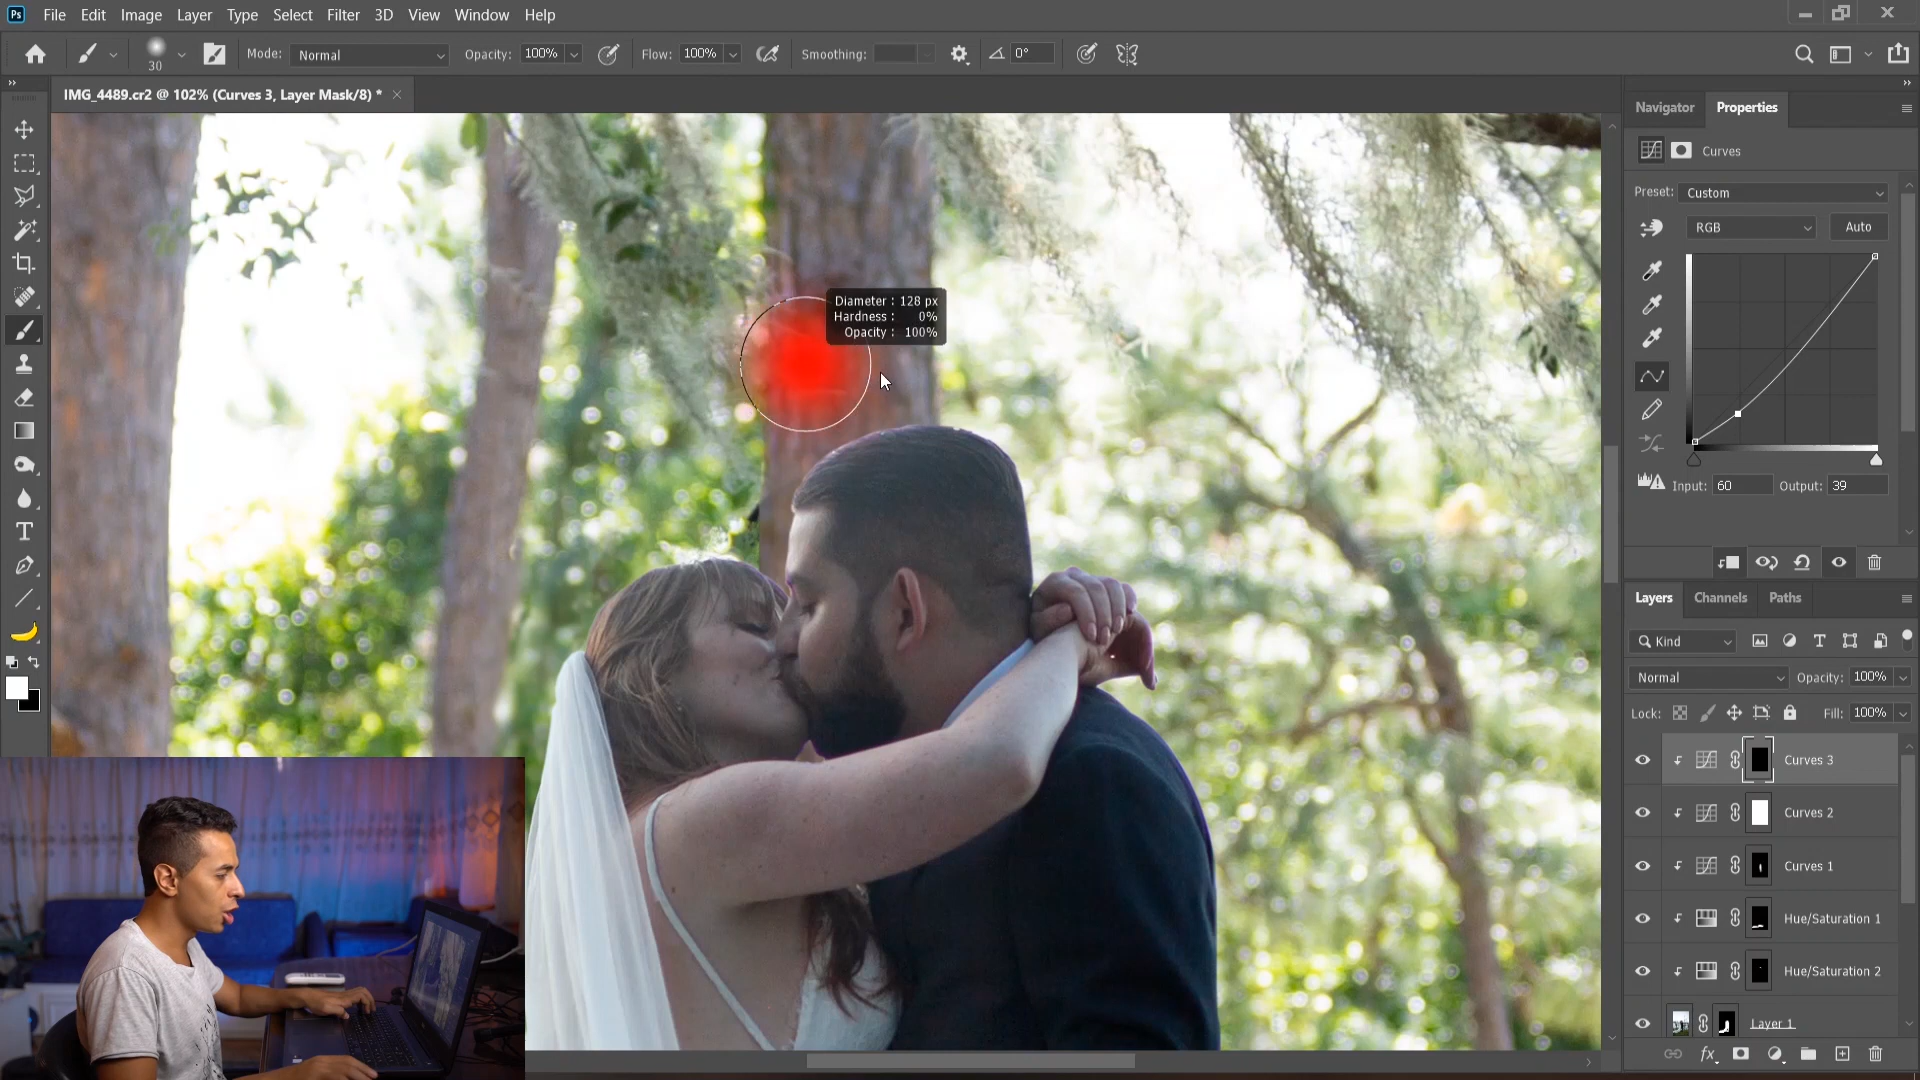 Ps File Edit Image Layer Type Select Filter 3D View Window Help
30 Mode: Normal Opacity: 100% Flow: 100% Smoothing: 0°
IMG_4489.cr2 @ 102% (Curves 3, Layer Mask/8) *
Navigator Properties
Curves
Preset: Custom
RGB Auto
Diameter : 128 px
Hardness : 0%
Opacity : 100%
Input: 60 Output: 39
Layers Channels Paths
Kind
Normal Opacity: 100%
Lock: Fill: 100%
Curves 3
Curves 2
Curves 1
Hue/Saturation 1
Hue/Saturation 2
Layer 1
fx